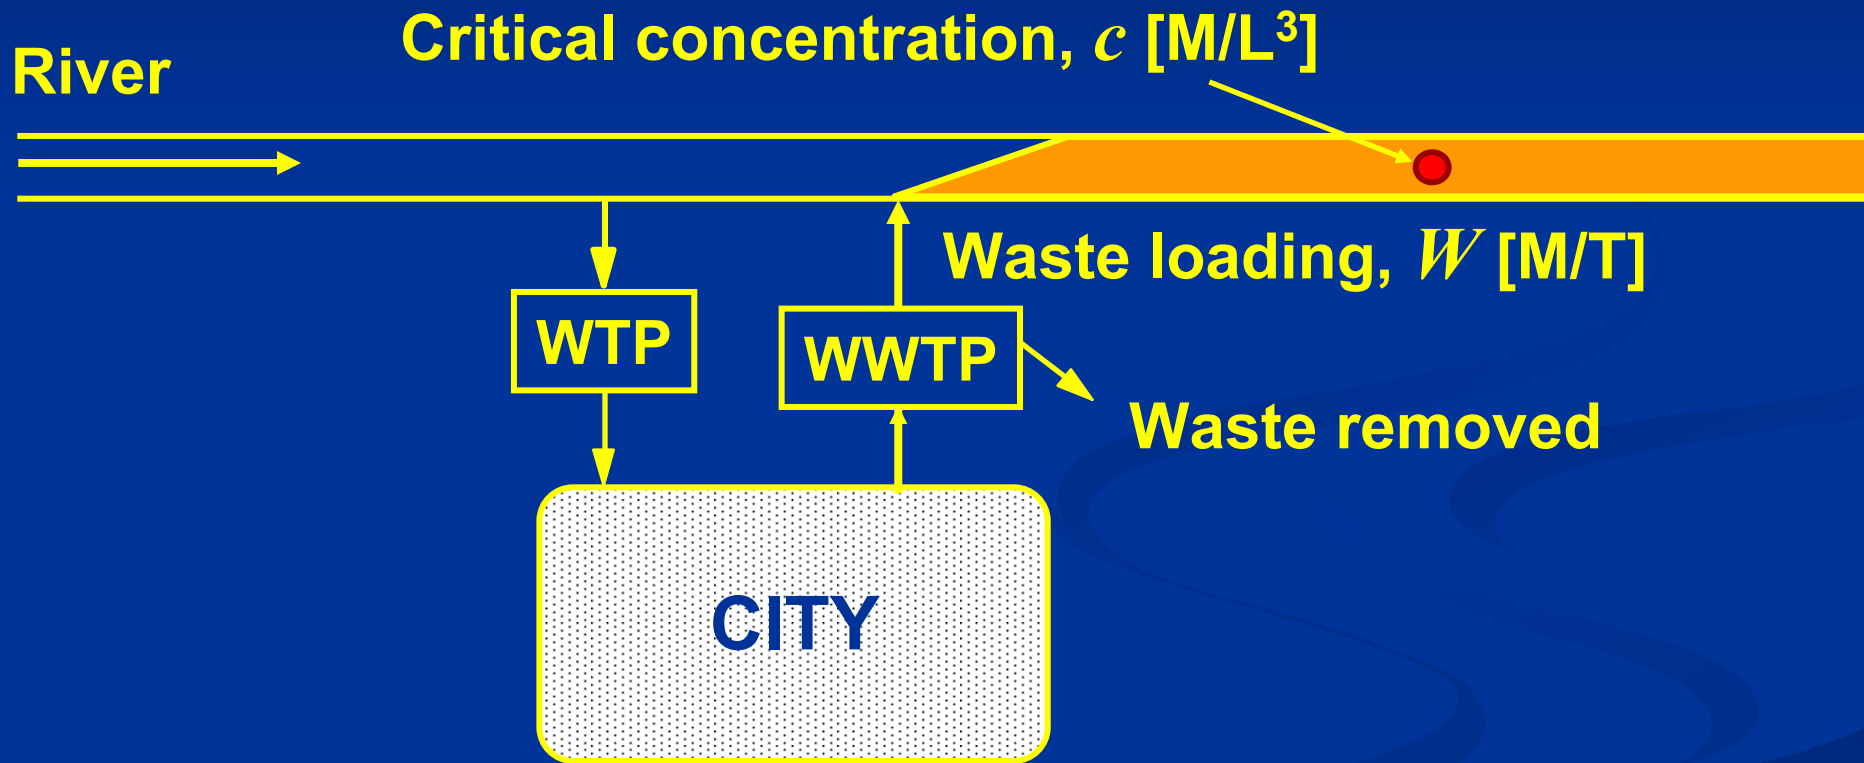 Critical concentration, c [M/L³]
River
Waste loading, W [M/T]
WTP
WWTP
Waste removed
CITY